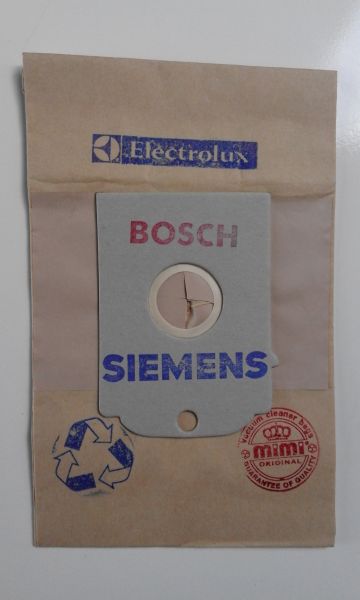 Electrolux
BOSCH
SIEMENS
vacuum cleaner bags
mimi
ORIGINAL
GUARANTEE OF QUALITY